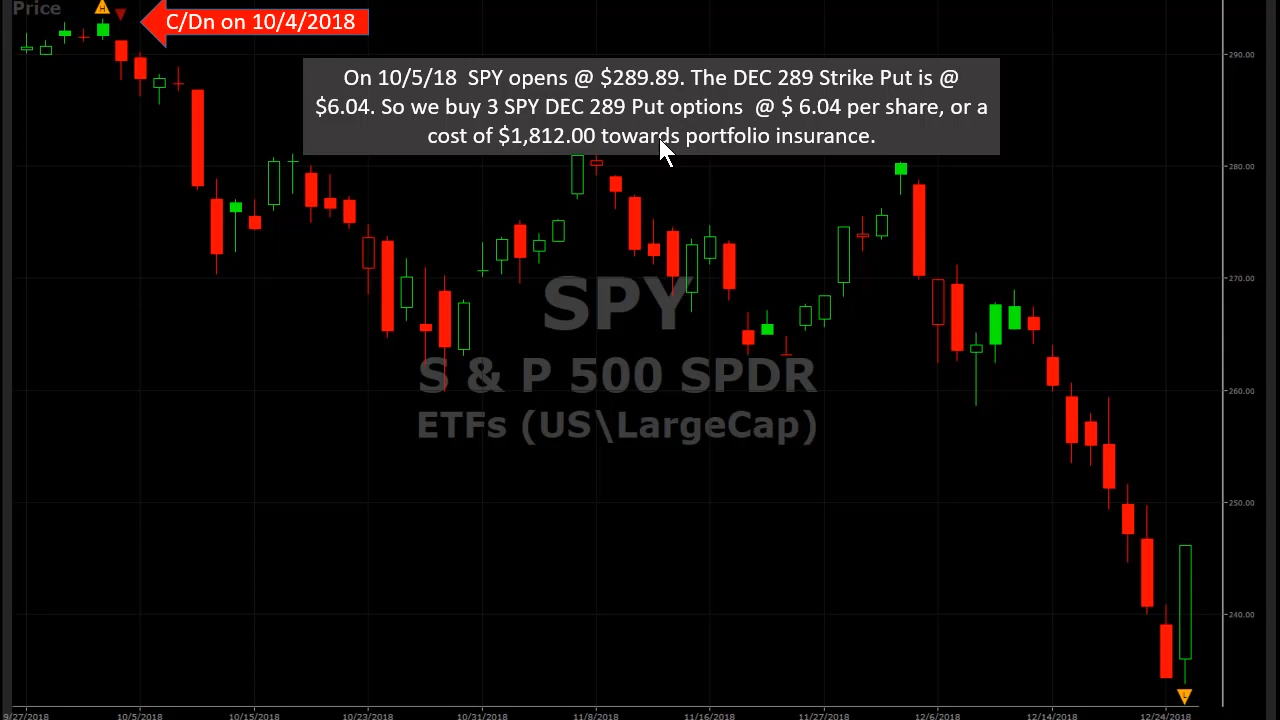 Price
H
C/Dn on 10/4/2018
On 10/5/18  SPY opens @ $289.89. The DEC 289 Strike Put is @
$6.04. So we buy 3 SPY DEC 289 Put options  @ $ 6.04 per share, or a
cost of $1,812.00 towards portfolio insurance.
290.00
280.00
270.00
260.00
250.00
240.00
SPY
S & P 500 SPDR
ETFs (US\LargeCap)
L
9/27/2018 10/5/2018 10/15/2018 10/23/2018 10/31/2018 11/8/2018 11/16/2018 11/27/2018 12/6/2018 12/14/2018 12/24/2018